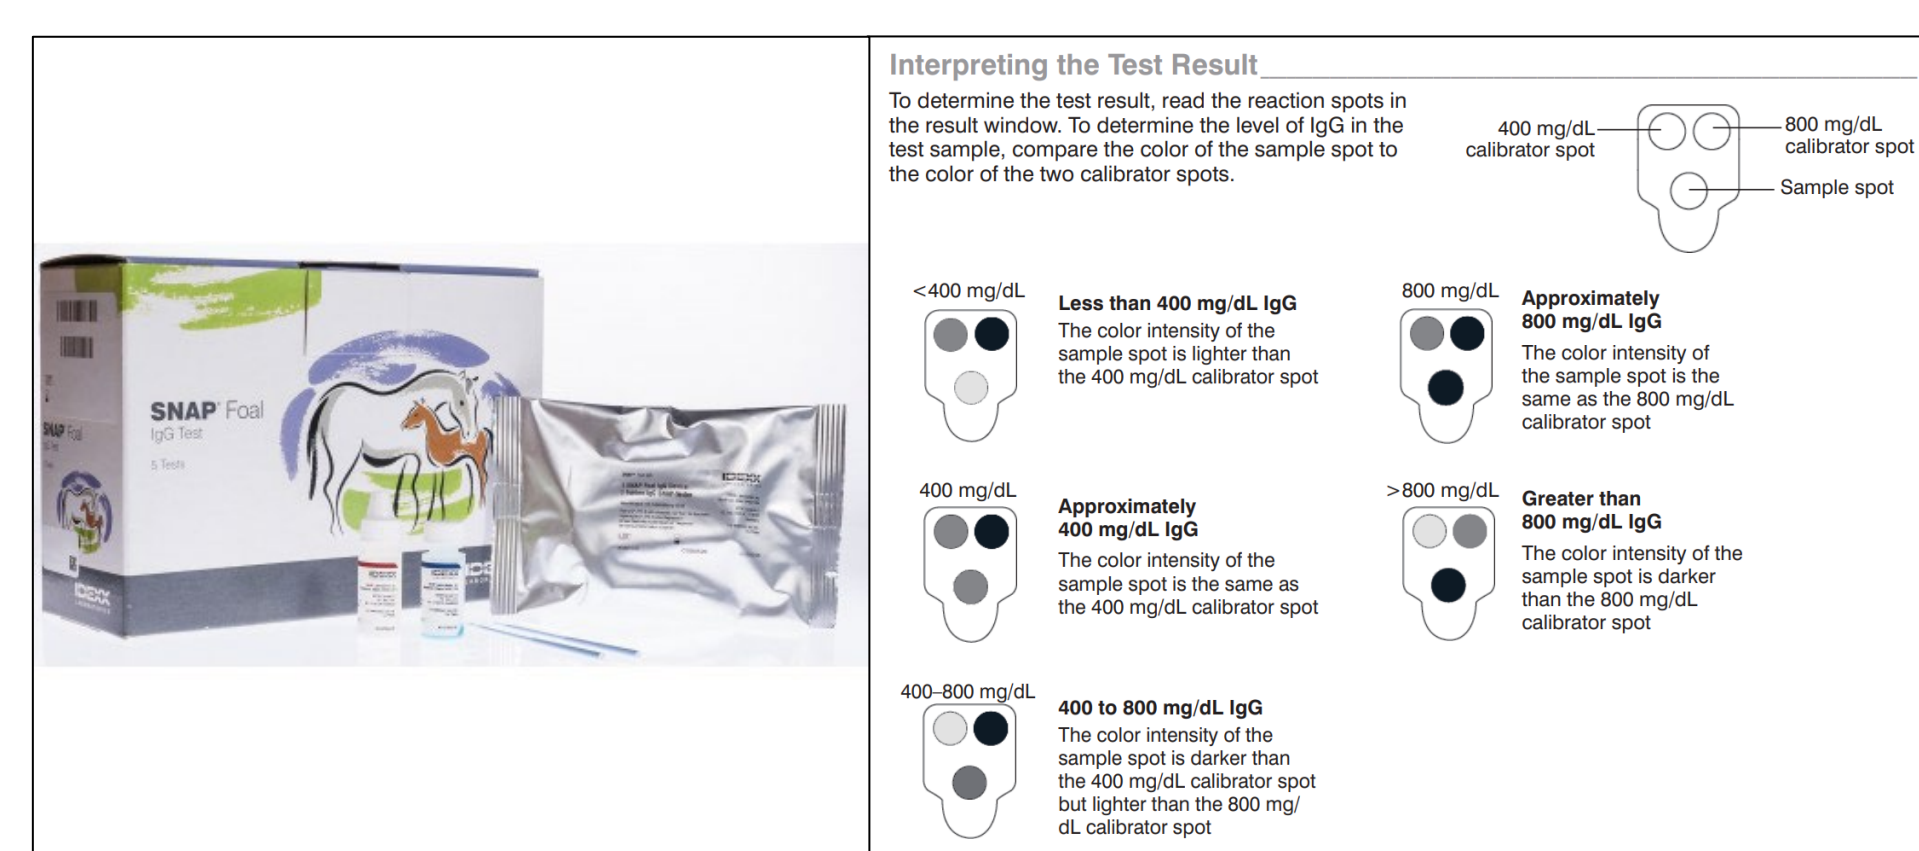 SNAP® Foal
IgG Test
5 Tests
SNAP Foal
IDEXX
LABORATORIES
IDEXX
IDEXX
IDEXX
Interpreting the Test Result
To determine the test result, read the reaction spots in
the result window. To determine the level of IgG in the
test sample, compare the color of the sample spot to
the color of the two calibrator spots.
400 mg/dL
calibrator spot
800 mg/dL
calibrator spot
Sample spot
<400 mg/dL
Less than 400 mg/dL IgG
The color intensity of the
sample spot is lighter than
the 400 mg/dL calibrator spot
800 mg/dL
Approximately
800 mg/dL IgG
The color intensity of
the sample spot is the
same as the 800 mg/dL
calibrator spot
400 mg/dL
Approximately
400 mg/dL IgG
The color intensity of the
sample spot is the same as
the 400 mg/dL calibrator spot
>800 mg/dL
Greater than
800 mg/dL IgG
The color intensity of the
sample spot is darker
than the 800 mg/dL
calibrator spot
400–800 mg/dL
400 to 800 mg/dL IgG
The color intensity of the
sample spot is darker than
the 400 mg/dL calibrator spot
but lighter than the 800 mg/
dL calibrator spot